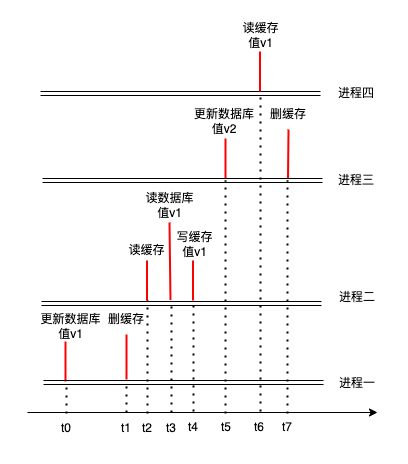 读缓存
值v1
进程四
更新数据库
值v2
删缓存
进程三
读数据库
值v1
读缓存
写缓存
值v1
进程二
更新数据库
值v1
删缓存
进程一
t0
t1
t2
t3
t4
t5
t6
t7